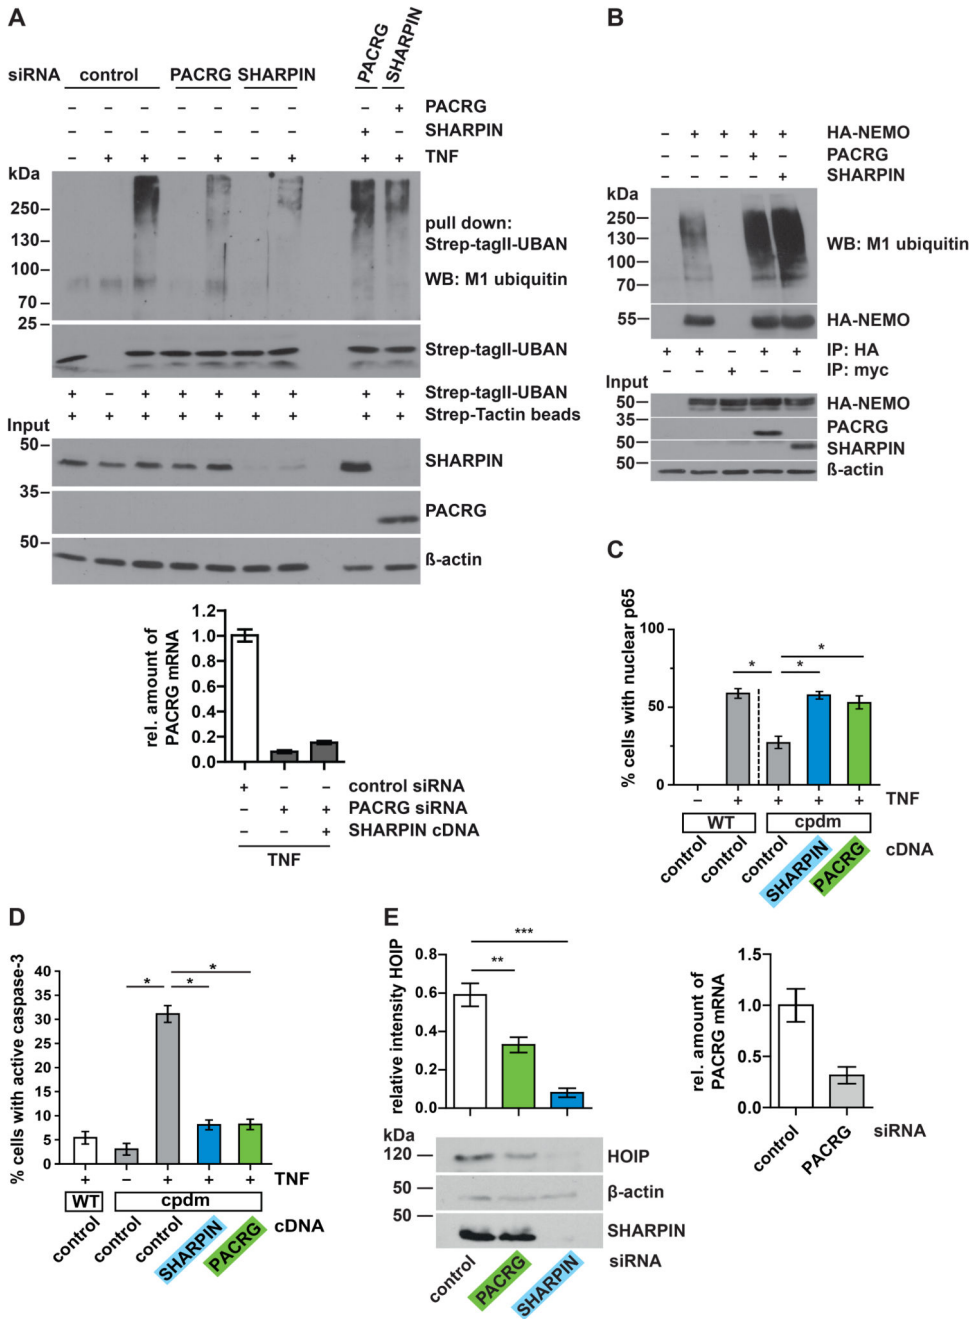 A
siRNA control PACRG SHARPIN PACRG SHARPIN
– – – – – – – – + PACRG
– – – – – – – + – SHARPIN
– + + – + – + + + TNF
kDa
250
130
100
70
pull down:
Strep-tagII-UBAN
WB: M1 ubiquitin
25
Strep-tagII-UBAN
+ – + + + + + + + Strep-tagII-UBAN
+ + + + + + + + + Strep-Tactin beads
Input
50
SHARPIN
35
PACRG
50
ß-actin
rel. amount of
PACRG mRNA
1.2
1.0
0.8
0.6
0.4
0.2
0.0
+ – – control siRNA
– + + PACRG siRNA
– – + SHARPIN cDNA
TNF
B
– + + + + HA-NEMO
+ PACRG
+ SHARPIN
kDa
250
130
100
70
WB: M1 ubiquitin
55
HA-NEMO
+ + – + + IP: HA
– – + – – IP: myc
Input
50
HA-NEMO
35
PACRG
50
SHARPIN
50
ß-actin
C
% cells with nuclear p65
100
50
0
– + + + + TNF
WT cpdm
control control control SHARPIN PACRG cDNA
* * *
D
% cells with active caspase-3
40
35
30
25
20
15
10
5
0
* * *
+ – + + + TNF
WT cpdm
control control control SHARPIN PACRG cDNA
E
relative intensity HOIP
0.8
0.6
0.4
0.2
0.0
***
**
kDa
120
HOIP
50
β-actin
50
SHARPIN
control PACRG SHARPIN siRNA
rel. amount of
PACRG mRNA
1.5
1.0
0.5
0.0
control PACRG siRNA